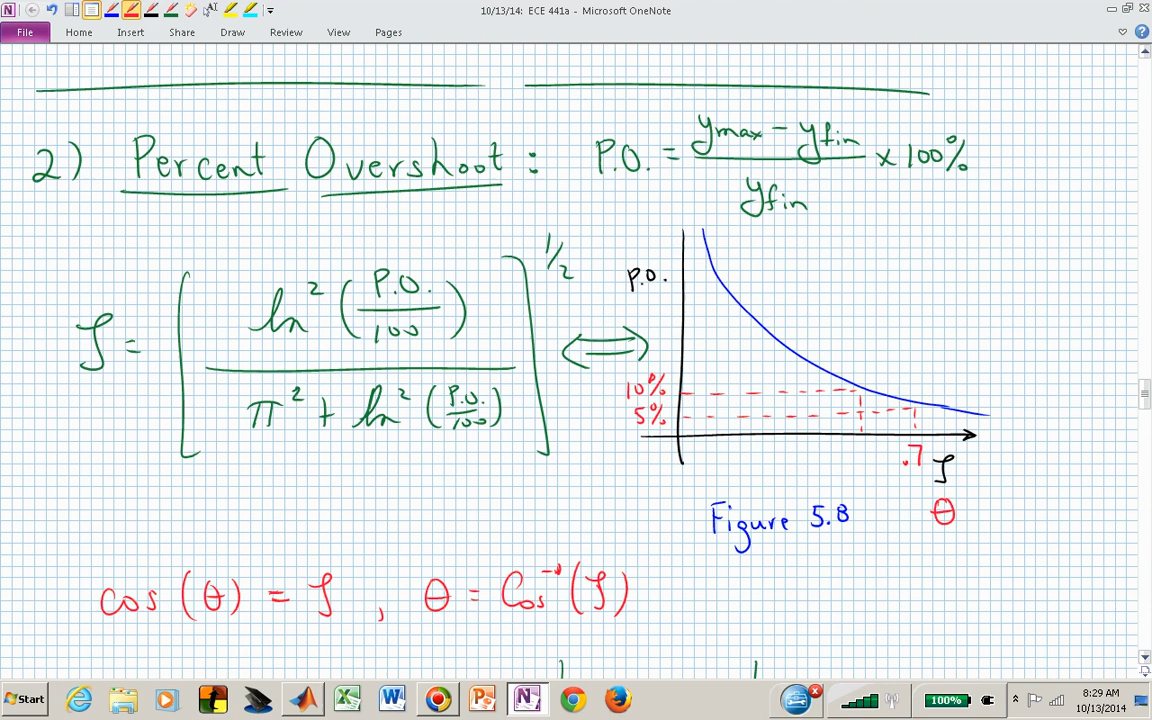 10/13/14: ECE 441a - Microsoft OneNote
File Home Insert Share Draw Review View Pages
2) Percent Overshoot : P.O. = (ymax - yfin) / yfin × 100%
ζ = [ ln² (P.O./100) / (π² + ln² (P.O./100)) ]^1/2 ⟺
P.O.
10%
5%
.7 ζ
Figure 5.8 θ
cos (θ) = ζ , θ = Cos⁻¹ (ζ)
Start 100% 8:29 AM
10/13/2014